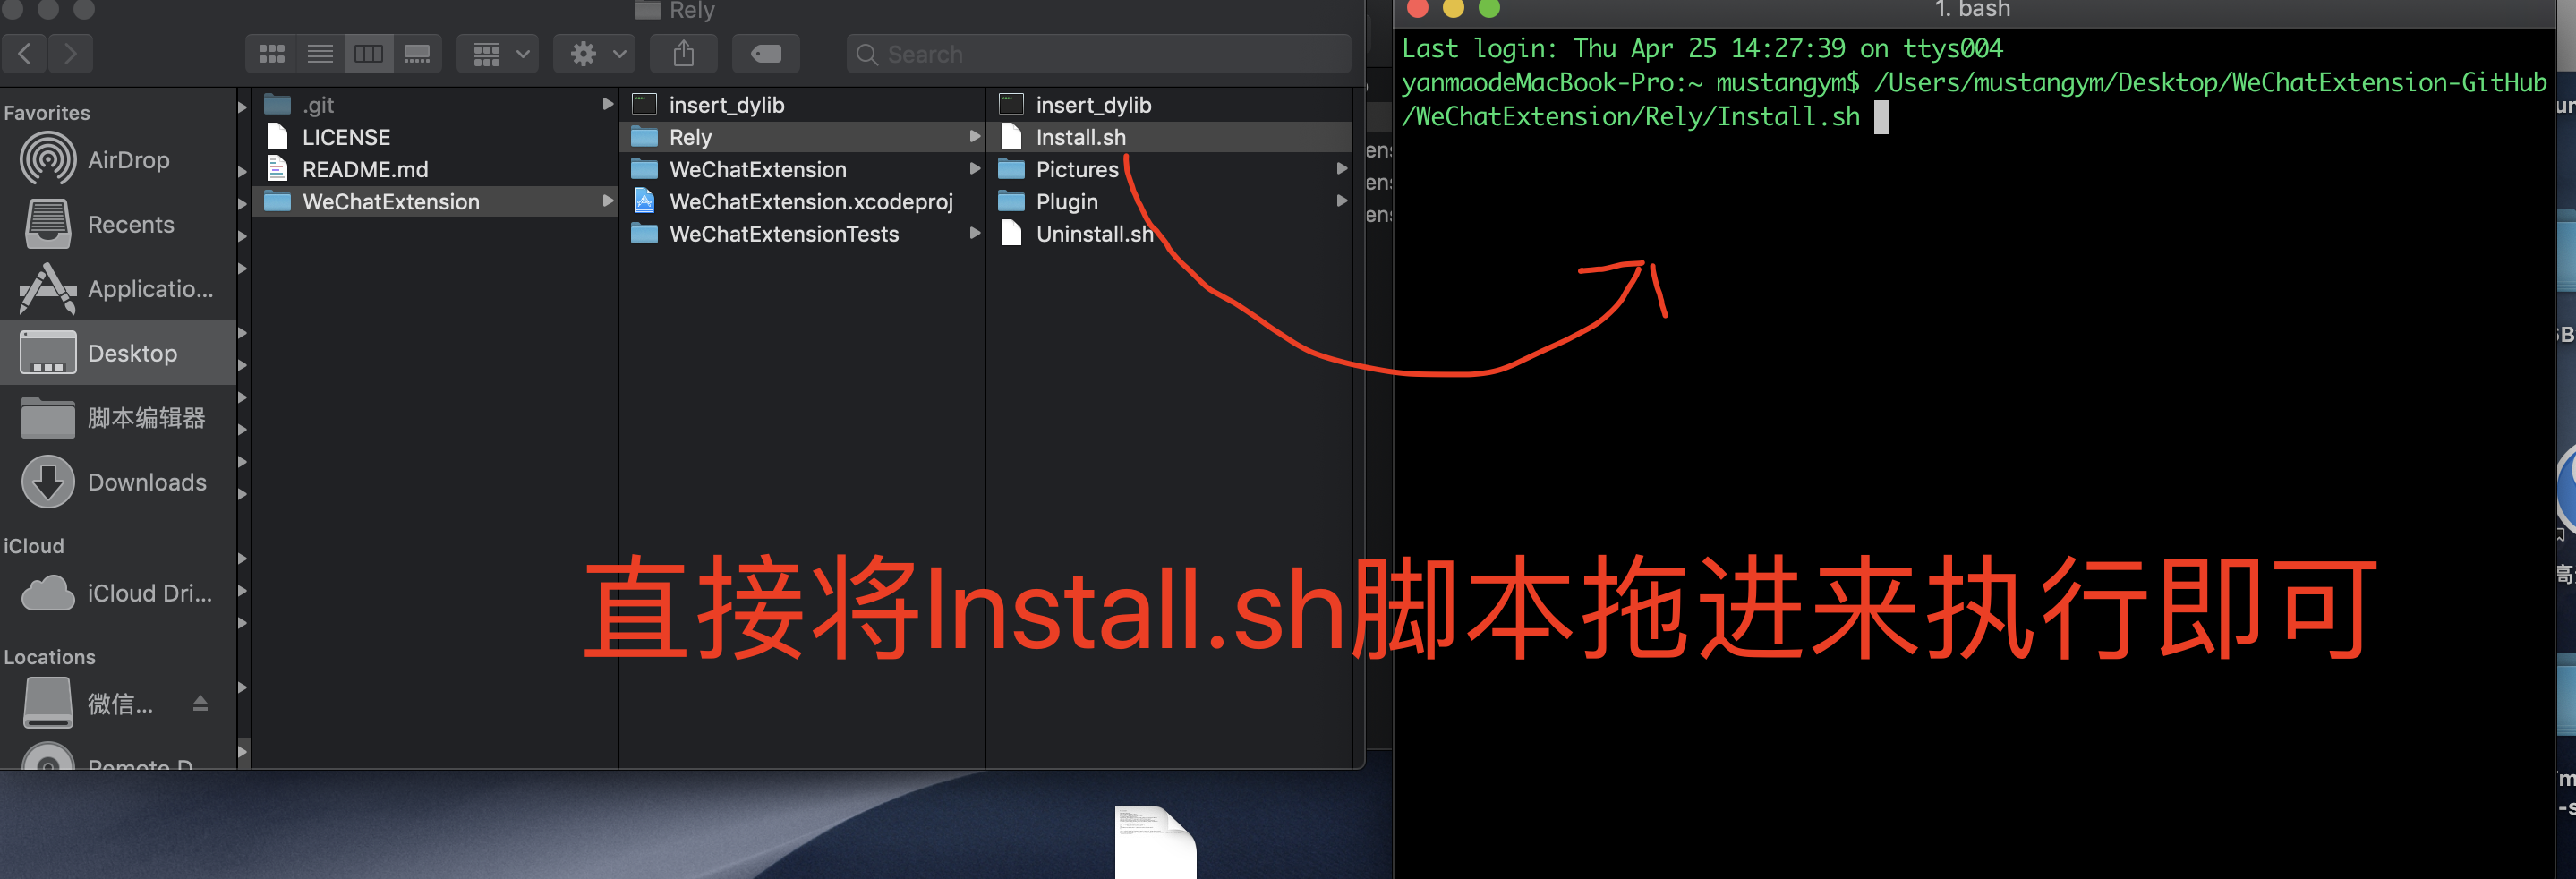 Rely
Search
Favorites
AirDrop
Recents
Applicatio...
Desktop
脚本编辑器
Downloads
iCloud
iCloud Dri...
Locations
微信...
Remote D
.git
LICENSE
README.md
WeChatExtension
insert_dylib
Rely
WeChatExtension
WeChatExtension.xcodeproj
WeChatExtensionTests
insert_dylib
Install.sh
Pictures
Plugin
Uninstall.sh
1. bash
Last login: Thu Apr 25 14:27:39 on ttys004
yanmaodeMacBook-Pro:~ mustangym$ /Users/mustangym/Desktop/WeChatExtension-GitHub
/WeChatExtension/Rely/Install.sh
直接将Install.sh脚本拖进来执行即可